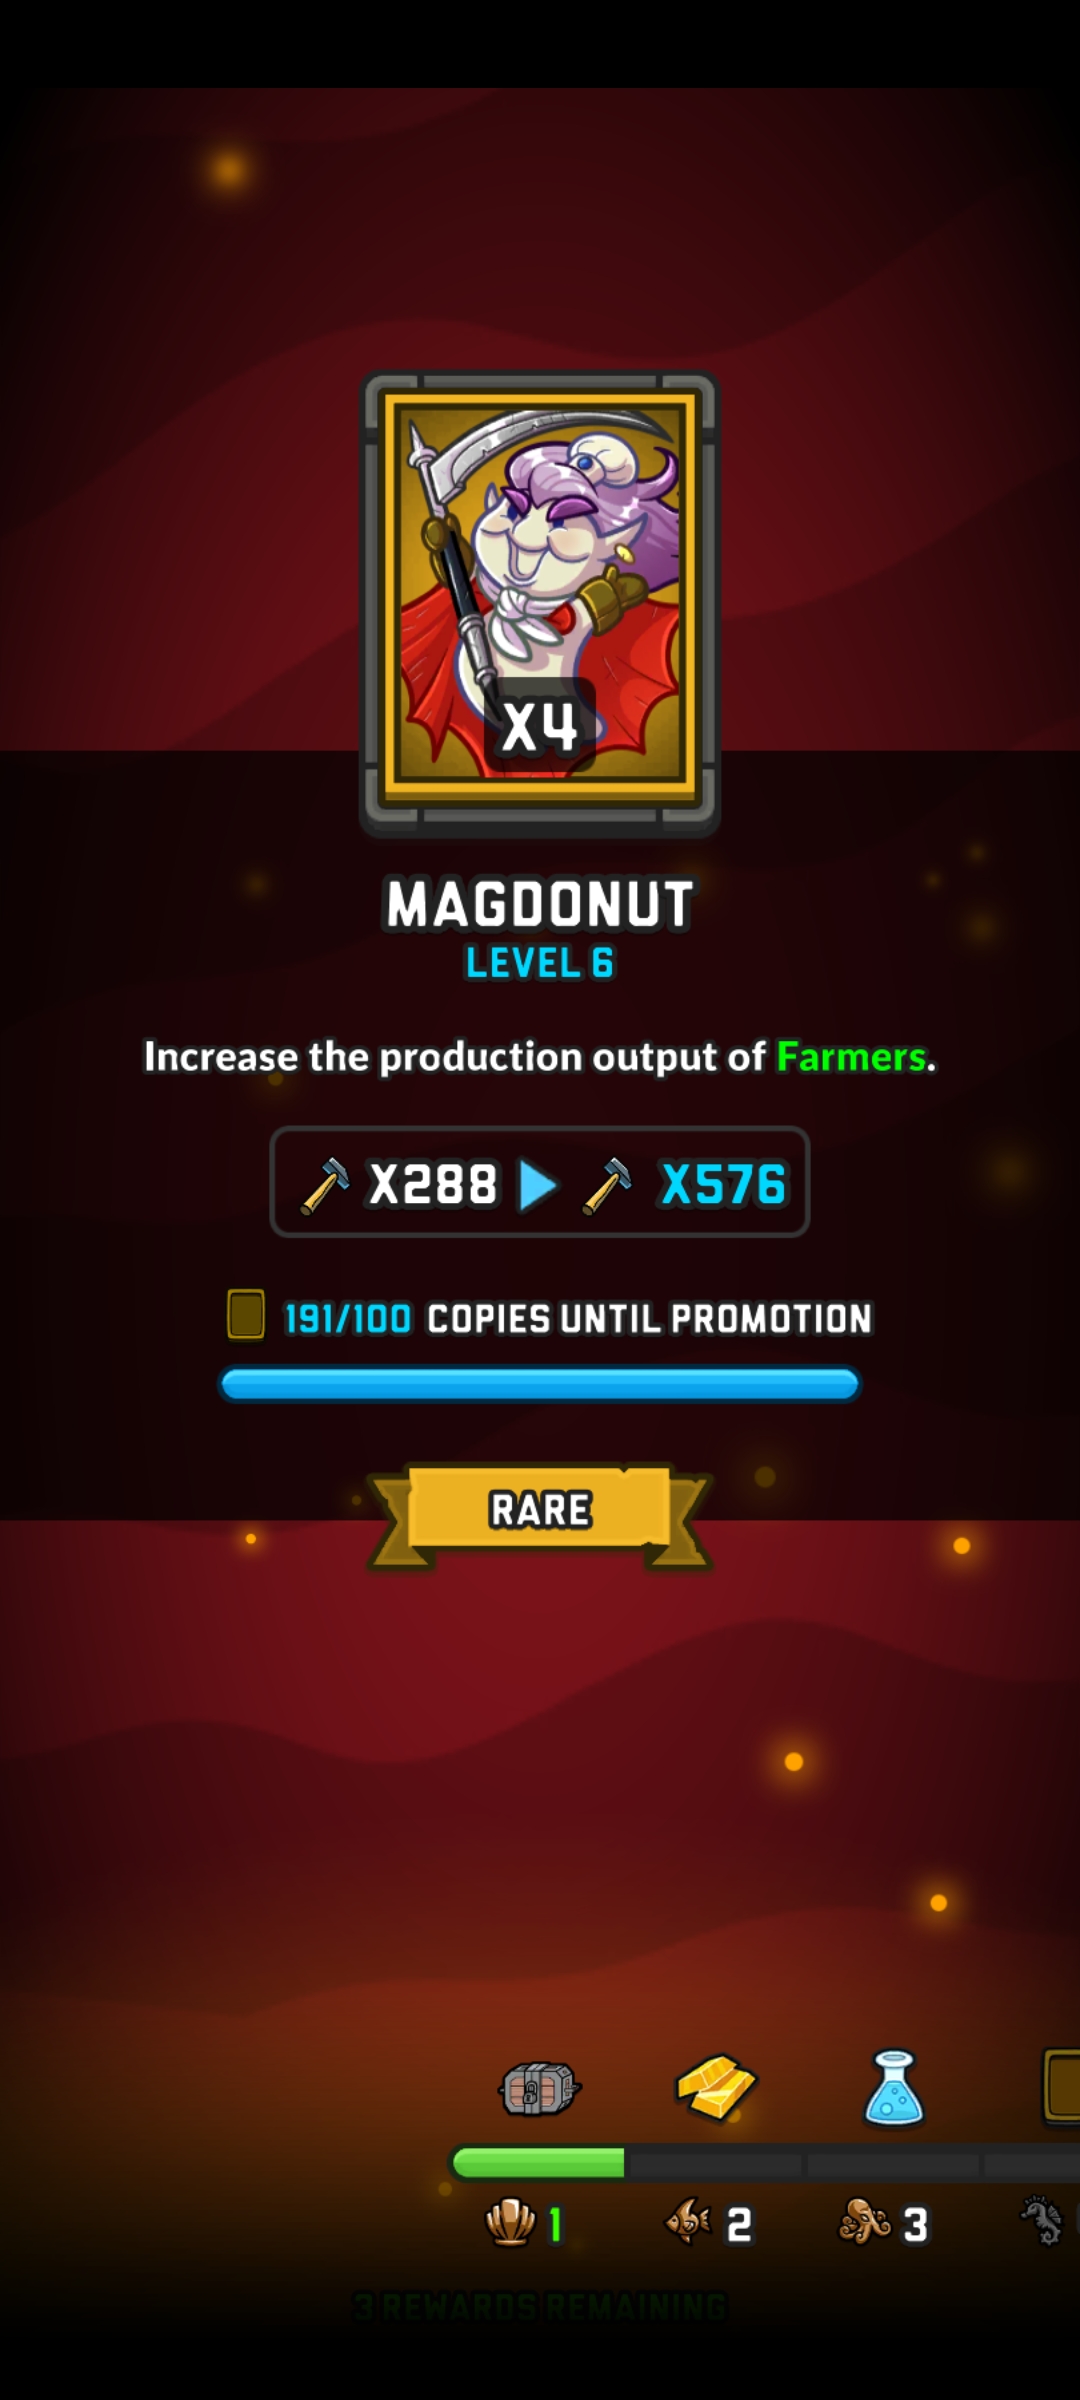 X4
MAGDONUT
LEVEL 6
Increase the production output of Farmers.
X288 X576
191/100 COPIES UNTIL PROMOTION
RARE
1 2 3
3 REWARDS REMAINING